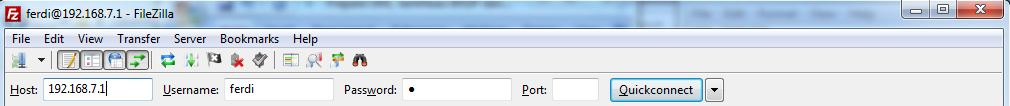 Fz ferdi@192.168.7.1 - FileZilla
File Edit View Transfer Server Bookmarks Help
Host: 192.168.7.1 Username: ferdi Password: ● Port: Quickconnect